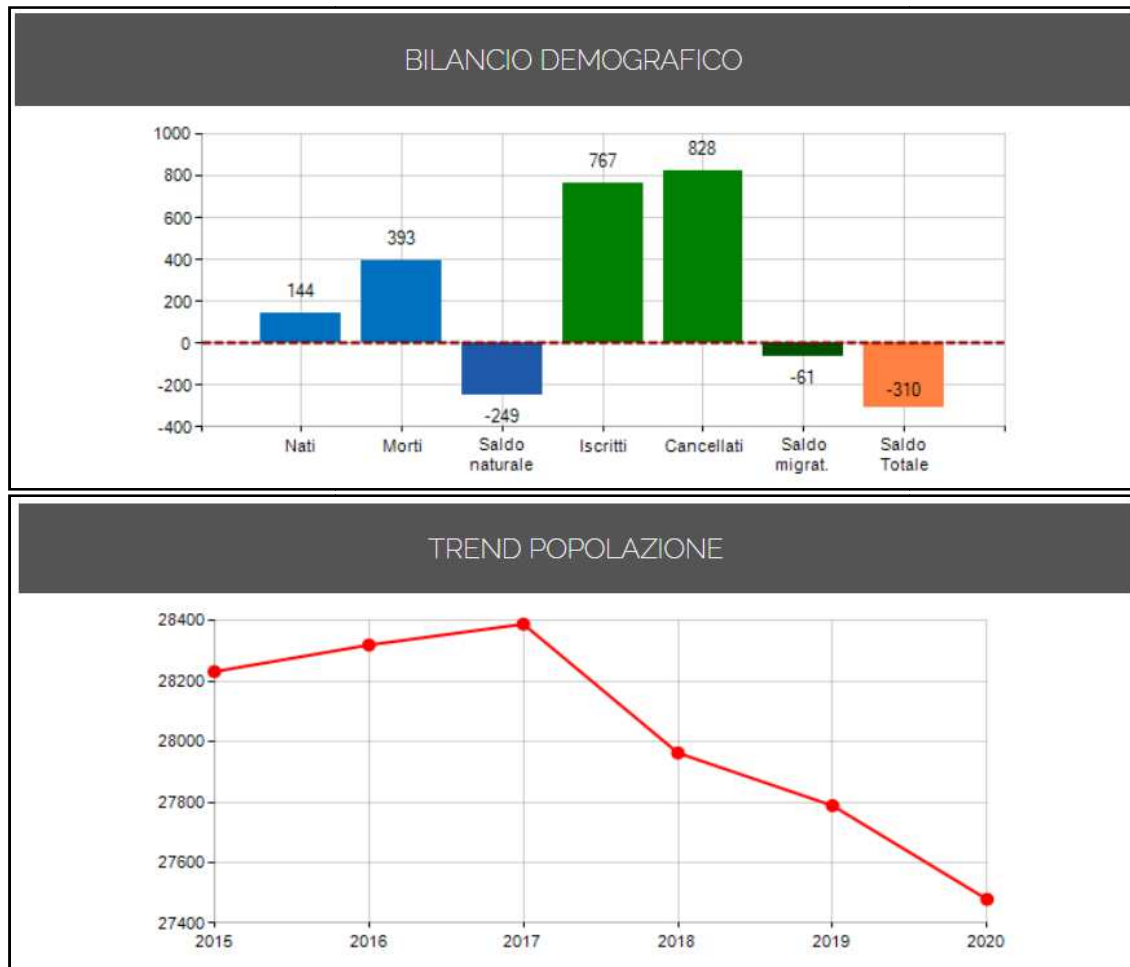 BILANCIO DEMOGRAFICO
1000
800
600
400
200
0
-200
-400
144
393
-249
767
828
-61
-310
Nati
Morti
Saldo
naturale
Iscritti
Cancellati
Saldo
migrat.
Saldo
Totale
TREND POPOLAZIONE
28400
28200
28000
27800
27600
27400
2015
2016
2017
2018
2019
2020